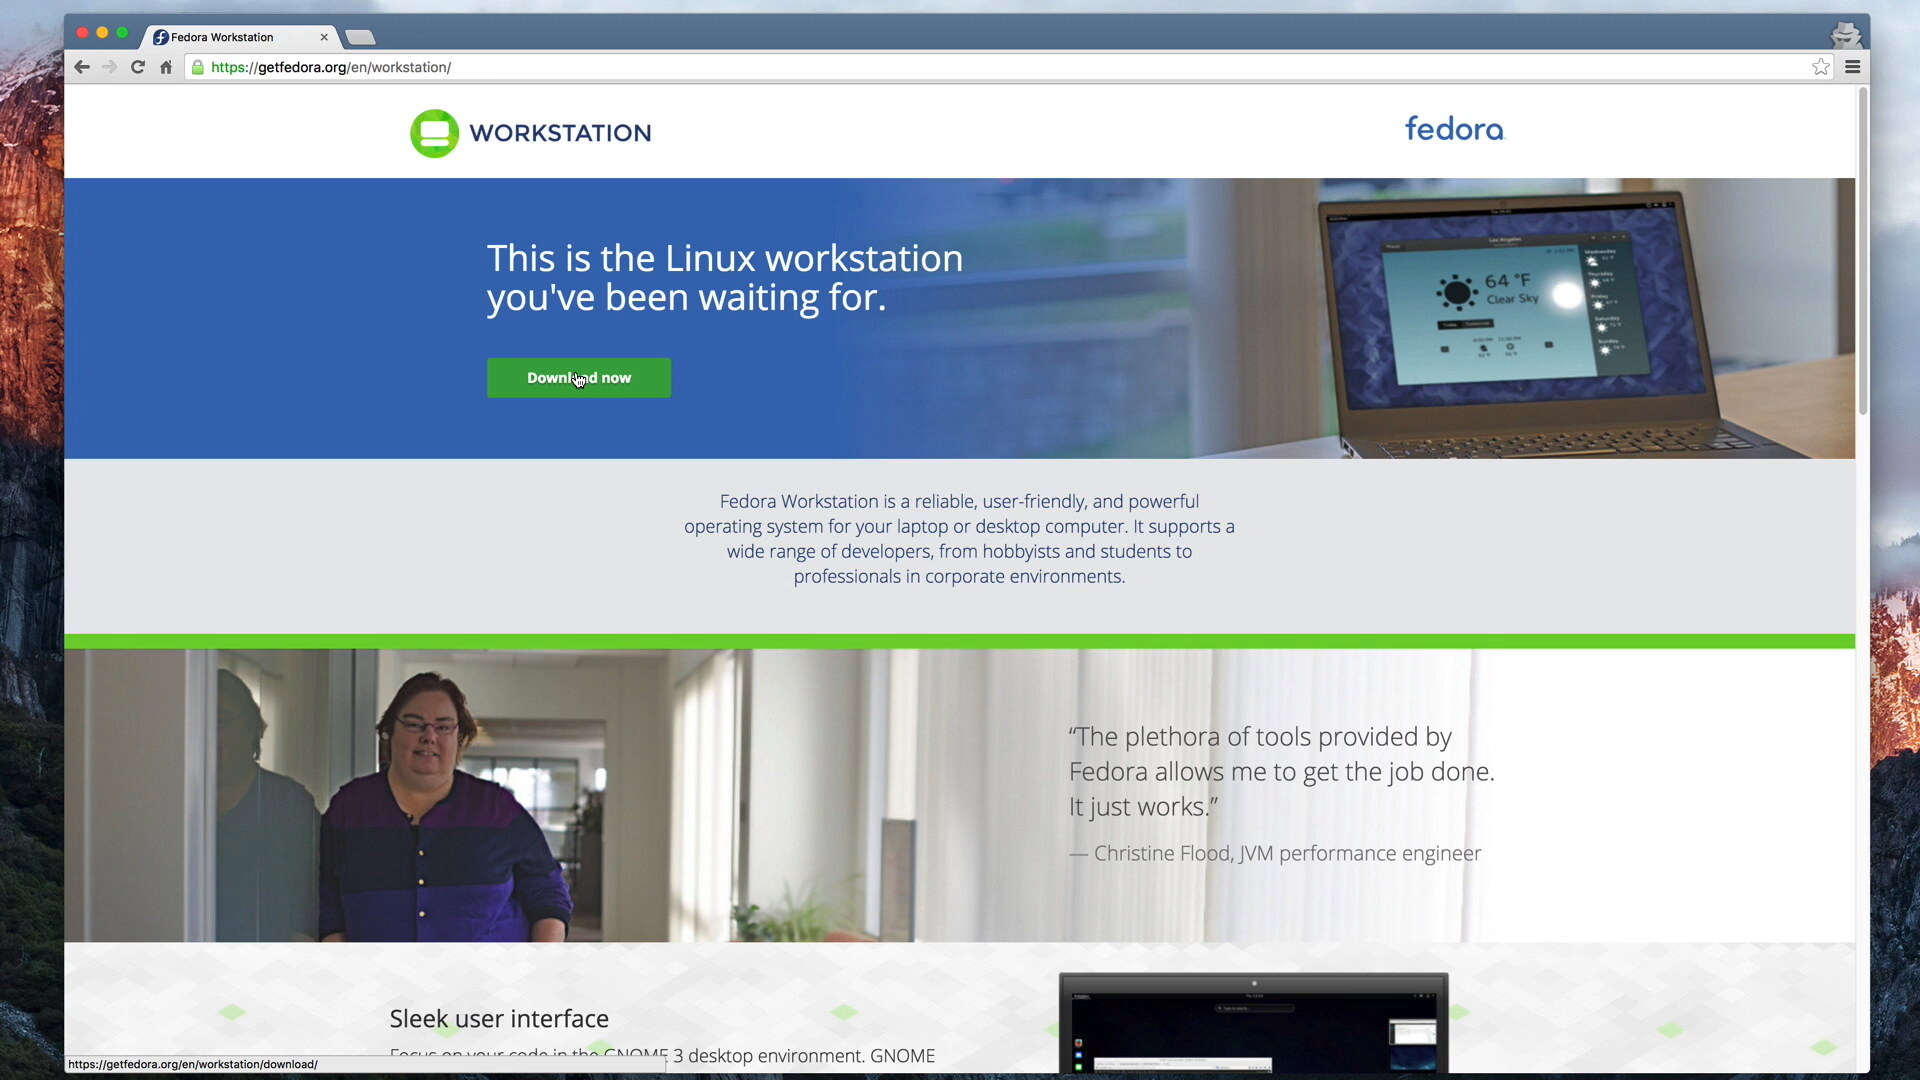 Fedora Workstation
https://getfedora.org/en/workstation/
WORKSTATION
fedora
This is the Linux workstation
you've been waiting for.
Download now
64 °F
Clear Sky
Wednesday
Thursday
Friday
Saturday
Sunday
Fedora Workstation is a reliable, user-friendly, and powerful
operating system for your laptop or desktop computer. It supports a
wide range of developers, from hobbyists and students to
professionals in corporate environments.
“The plethora of tools provided by
Fedora allows me to get the job done.
It just works.”
— Christine Flood, JVM performance engineer
Sleek user interface
Focus on your code in the GNOME 3 desktop environment. GNOME
https://getfedora.org/en/workstation/download/